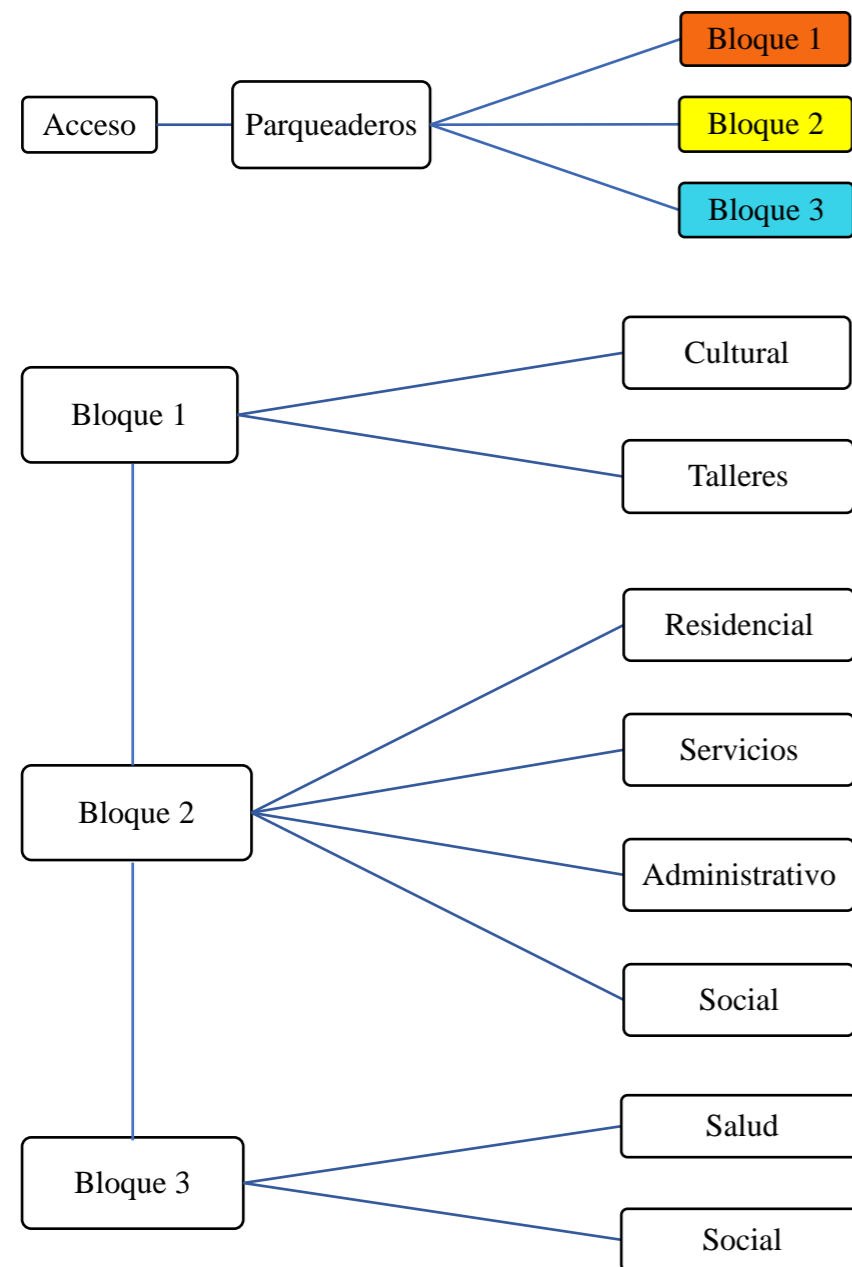 Bloque 1
Acceso
Parqueaderos
Bloque 2
Bloque 3
Cultural
Bloque 1
Talleres
Residencial
Servicios
Bloque 2
Administrativo
Social
Salud
Bloque 3
Social